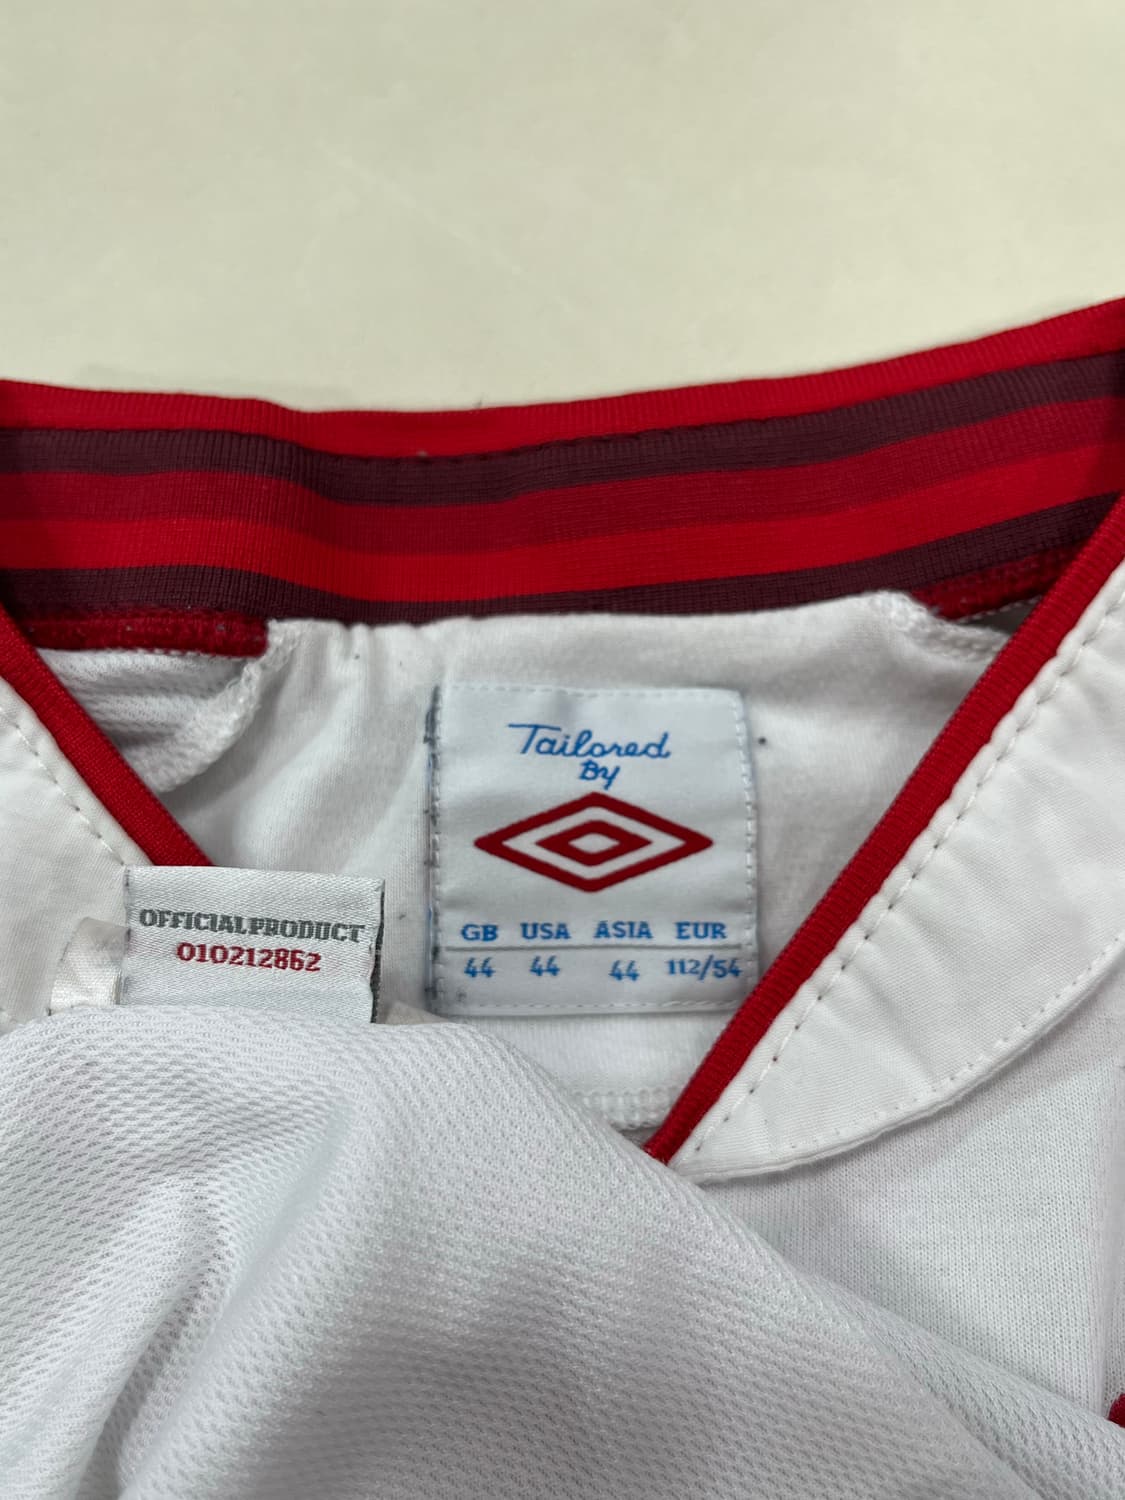 Tailored
By
GB USA ASIA EUR
44 44 44 112/54
OFFICIAL PRODUCT
010212862